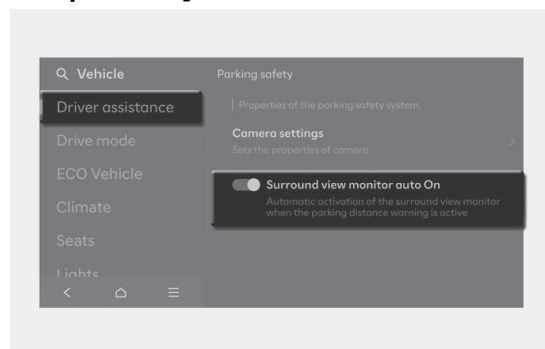 Vehicle
Driver assistance
Drive mode
ECO Vehicle
Climate
Seats
Lights
Parking safety
Properties of the parking safety system.
Camera settings
Sets the properties of camera.
Surround view monitor auto On
Automatic activation of the surround view monitor
when the parking distance warning is active